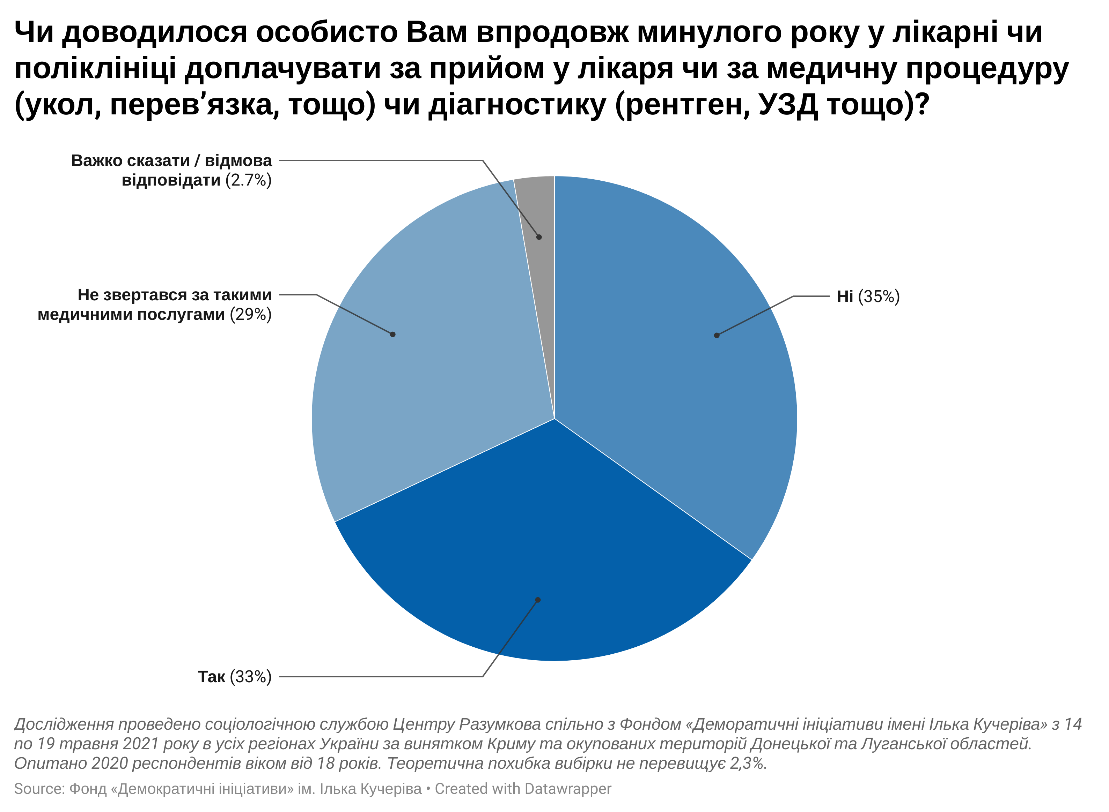 Чи доводилося особисто Вам впродовж минулого року у лікарні чи
поліклініці доплачувати за прийом у лікаря чи за медичну процедуру
(укол, перев’язка, тощо) чи діагностику (рентген, УЗД тощо)?
Важко сказати / відмова
відповідати (2.7%)
Не звертався за такими
медичними послугами (29%)
Ні (35%)
Так (33%)
Дослідження проведено соціологічною службою Центру Разумкова спільно з Фондом «Деморатичні ініціативи імені Ілька Кучеріва» з 14
по 19 травня 2021 року в усіх регіонах України за винятком Криму та окупованих територій Донецької та Луганської областей.
Опитано 2020 респондентів віком від 18 років. Теоретична похибка вибірки не перевищує 2,3%.
Source: Фонд «Демократичні ініціативи» ім. Ілька Кучеріва • Created with Datawrapper